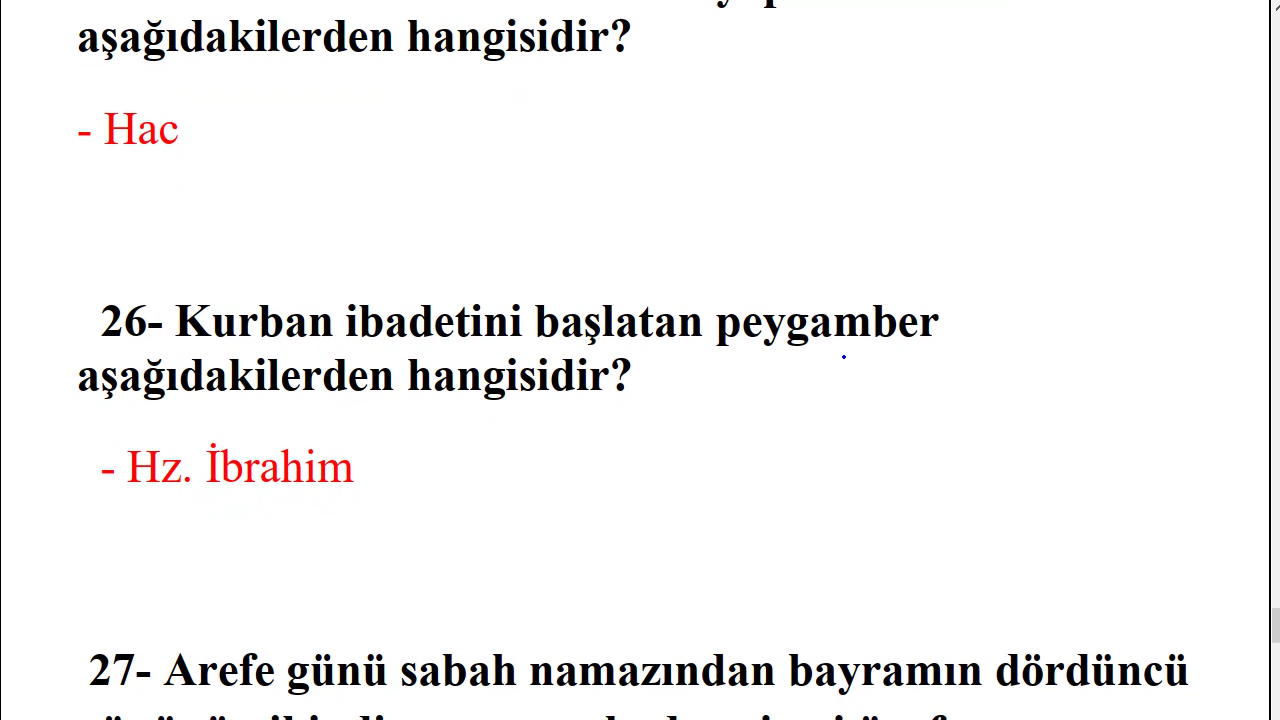 aşağıdakilerden hangisidir?
- Hac
26- Kurban ibadetini başlatan peygamber
aşağıdakilerden hangisidir?
- Hz. İbrahim
27- Arefe günü sabah namazından bayramın dördüncü